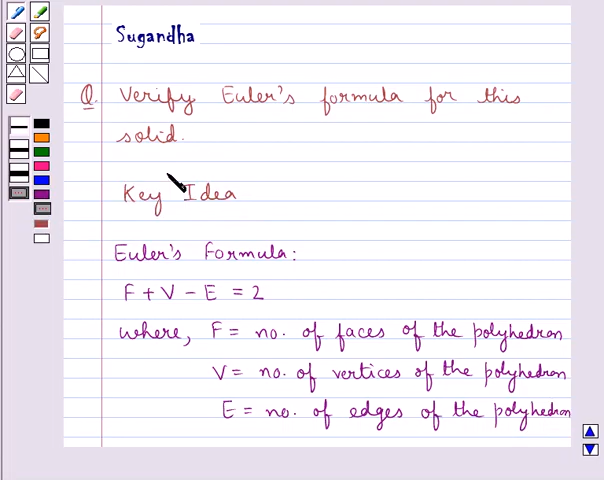 Sugandha
Q. Verify Euler's formula for this
solid.
Key Idea
Euler's Formula:
F + V - E = 2
where, F = no. of faces of the polyhedron
V = no. of vertices of the polyhedron
E = no. of edges of the polyhedron